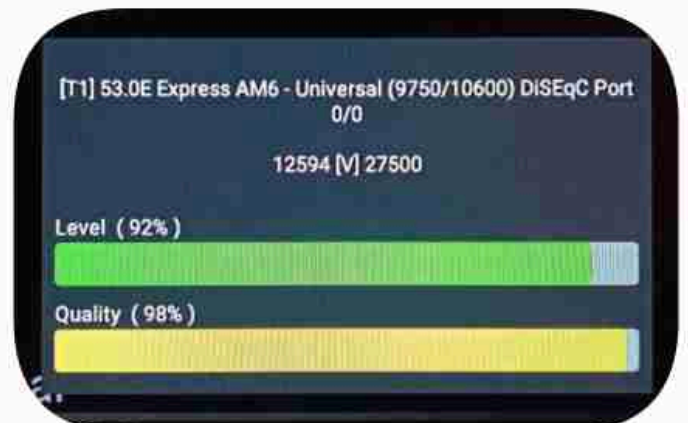 [T1] 53.0E Express AM6 - Universal (9750/10600) DiSEqC Port
0/0
12594 [V] 27500
Level ( 92% )
Quality ( 98% )